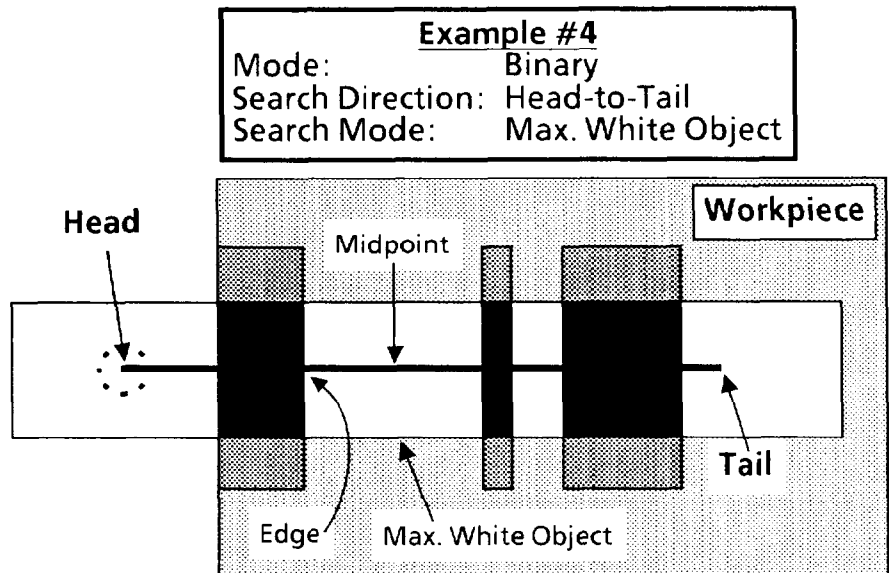 Example #4
Mode: Binary
Search Direction: Head-to-Tail
Search Mode: Max. White Object
Workpiece
Head
Midpoint
Tail
Edge
Max. White Object